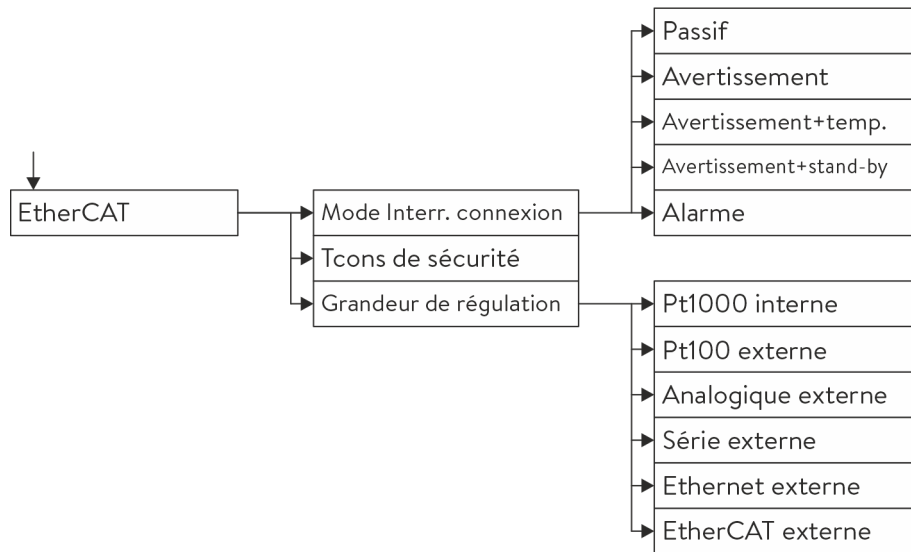 EtherCAT
Mode Interr. connexion
Tcons de sécurité
Grandeur de régulation
Passif
Avertissement
Avertissement+temp.
Avertissement+stand-by
Alarme
Pt1000 interne
Pt100 externe
Analogique externe
Série externe
Ethernet externe
EtherCAT externe